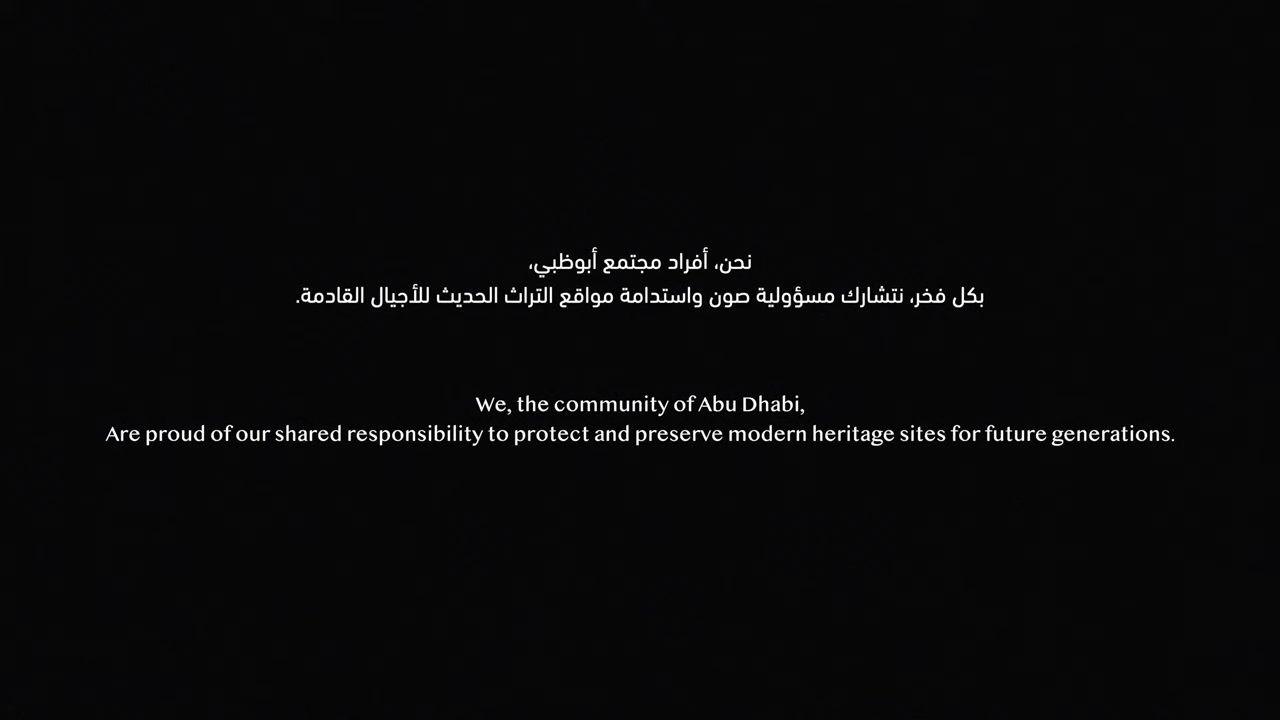 نحن، أفراد مجتمع أبوظبي،
بكل فخر، نتشارك مسؤولية صون واستدامة مواقع التراث الحديث للأجيال القادمة.
We, the community of Abu Dhabi,
Are proud of our shared responsibility to protect and preserve modern heritage sites for future generations.